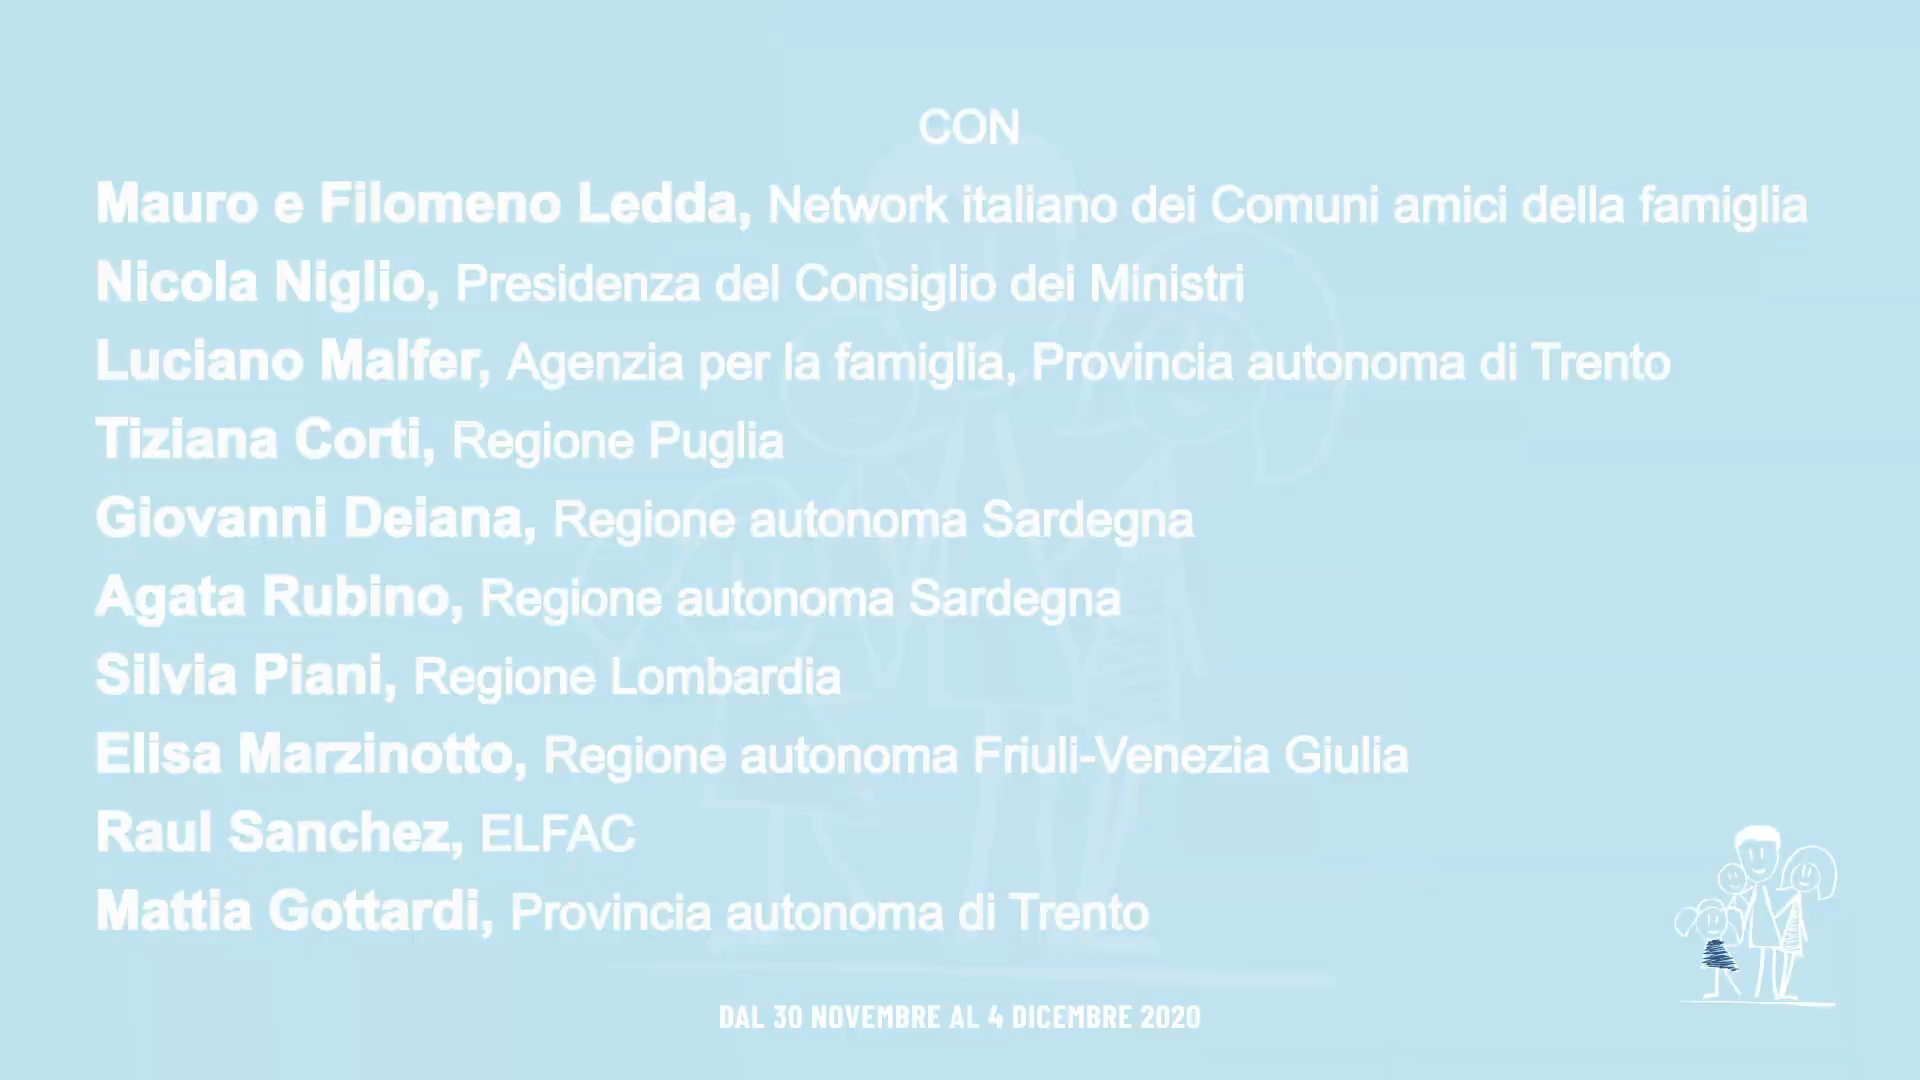 CON
Mauro e Filomeno Ledda, Network italiano dei Comuni amici della famiglia
Nicola Niglio, Presidenza del Consiglio dei Ministri
Luciano Malfer, Agenzia per la famiglia, Provincia autonoma di Trento
Tiziana Corti, Regione Puglia
Giovanni Deiana, Regione autonoma Sardegna
Agata Rubino, Regione autonoma Sardegna
Silvia Piani, Regione Lombardia
Elisa Marzinotto, Regione autonoma Friuli-Venezia Giulia
Raul Sanchez, ELFAC
Mattia Gottardi, Provincia autonoma di Trento
DAL 30 NOVEMBRE AL 4 DICEMBRE 2020